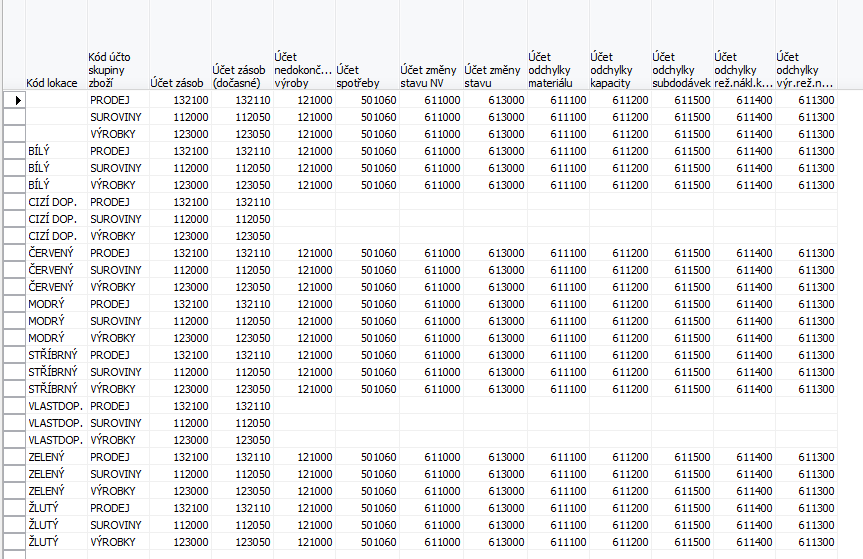 Kód lokace Kód účto skupiny zboží Účet zásob Účet zásob (dočasné) Účet nedokonč... výroby Účet spotřeby Účet změny stavu NV Účet změny stavu Účet odchylky materiálu Účet odchylky kapacity Účet odchylky subdodávek Účet odchylky rež.nákl.k... Účet odchylky výr.rež.n...
PRODEJ 132100 132110 121000 501060 611000 613000 611100 611200 611500 611400 611300
SUROVINY 112000 112050 121000 501060 611000 613000 611100 611200 611500 611400 611300
VÝROBKY 123000 123050 121000 501060 611000 613000 611100 611200 611500 611400 611300
BÍLÝ PRODEJ 132100 132110 121000 501060 611000 613000 611100 611200 611500 611400 611300
BÍLÝ SUROVINY 112000 112050 121000 501060 611000 613000 611100 611200 611500 611400 611300
BÍLÝ VÝROBKY 123000 123050 121000 501060 611000 613000 611100 611200 611500 611400 611300
CIZÍ DOP. PRODEJ 132100 132110
CIZÍ DOP. SUROVINY 112000 112050
CIZÍ DOP. VÝROBKY 123000 123050
ČERVENÝ PRODEJ 132100 132110 121000 501060 611000 613000 611100 611200 611500 611400 611300
ČERVENÝ SUROVINY 112000 112050 121000 501060 611000 613000 611100 611200 611500 611400 611300
ČERVENÝ VÝROBKY 123000 123050 121000 501060 611000 613000 611100 611200 611500 611400 611300
MODRÝ PRODEJ 132100 132110 121000 501060 611000 613000 611100 611200 611500 611400 611300
MODRÝ SUROVINY 112000 112050 121000 501060 611000 613000 611100 611200 611500 611400 611300
MODRÝ VÝROBKY 123000 123050 121000 501060 611000 613000 611100 611200 611500 611400 611300
STŘÍBRNÝ PRODEJ 132100 132110 121000 501060 611000 613000 611100 611200 611500 611400 611300
STŘÍBRNÝ SUROVINY 112000 112050 121000 501060 611000 613000 611100 611200 611500 611400 611300
STŘÍBRNÝ VÝROBKY 123000 123050 121000 501060 611000 613000 611100 611200 611500 611400 611300
VLASTDOP. PRODEJ 132100 132110
VLASTDOP. SUROVINY 112000 112050
VLASTDOP. VÝROBKY 123000 123050
ZELENÝ PRODEJ 132100 132110 121000 501060 611000 613000 611100 611200 611500 611400 611300
ZELENÝ SUROVINY 112000 112050 121000 501060 611000 613000 611100 611200 611500 611400 611300
ZELENÝ VÝROBKY 123000 123050 121000 501060 611000 613000 611100 611200 611500 611400 611300
ŽLUTÝ PRODEJ 132100 132110 121000 501060 611000 613000 611100 611200 611500 611400 611300
ŽLUTÝ SUROVINY 112000 112050 121000 501060 611000 613000 611100 611200 611500 611400 611300
ŽLUTÝ VÝROBKY 123000 123050 121000 501060 611000 613000 611100 611200 611500 611400 611300